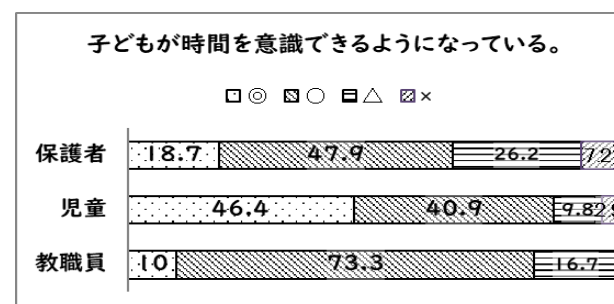 子どもが時間を意識できるようになっている。
◎ ○ △ ×
保護者 18.7 47.9 26.2
児童 46.4 40.9 9.8
教職員 10 73.3 16.7